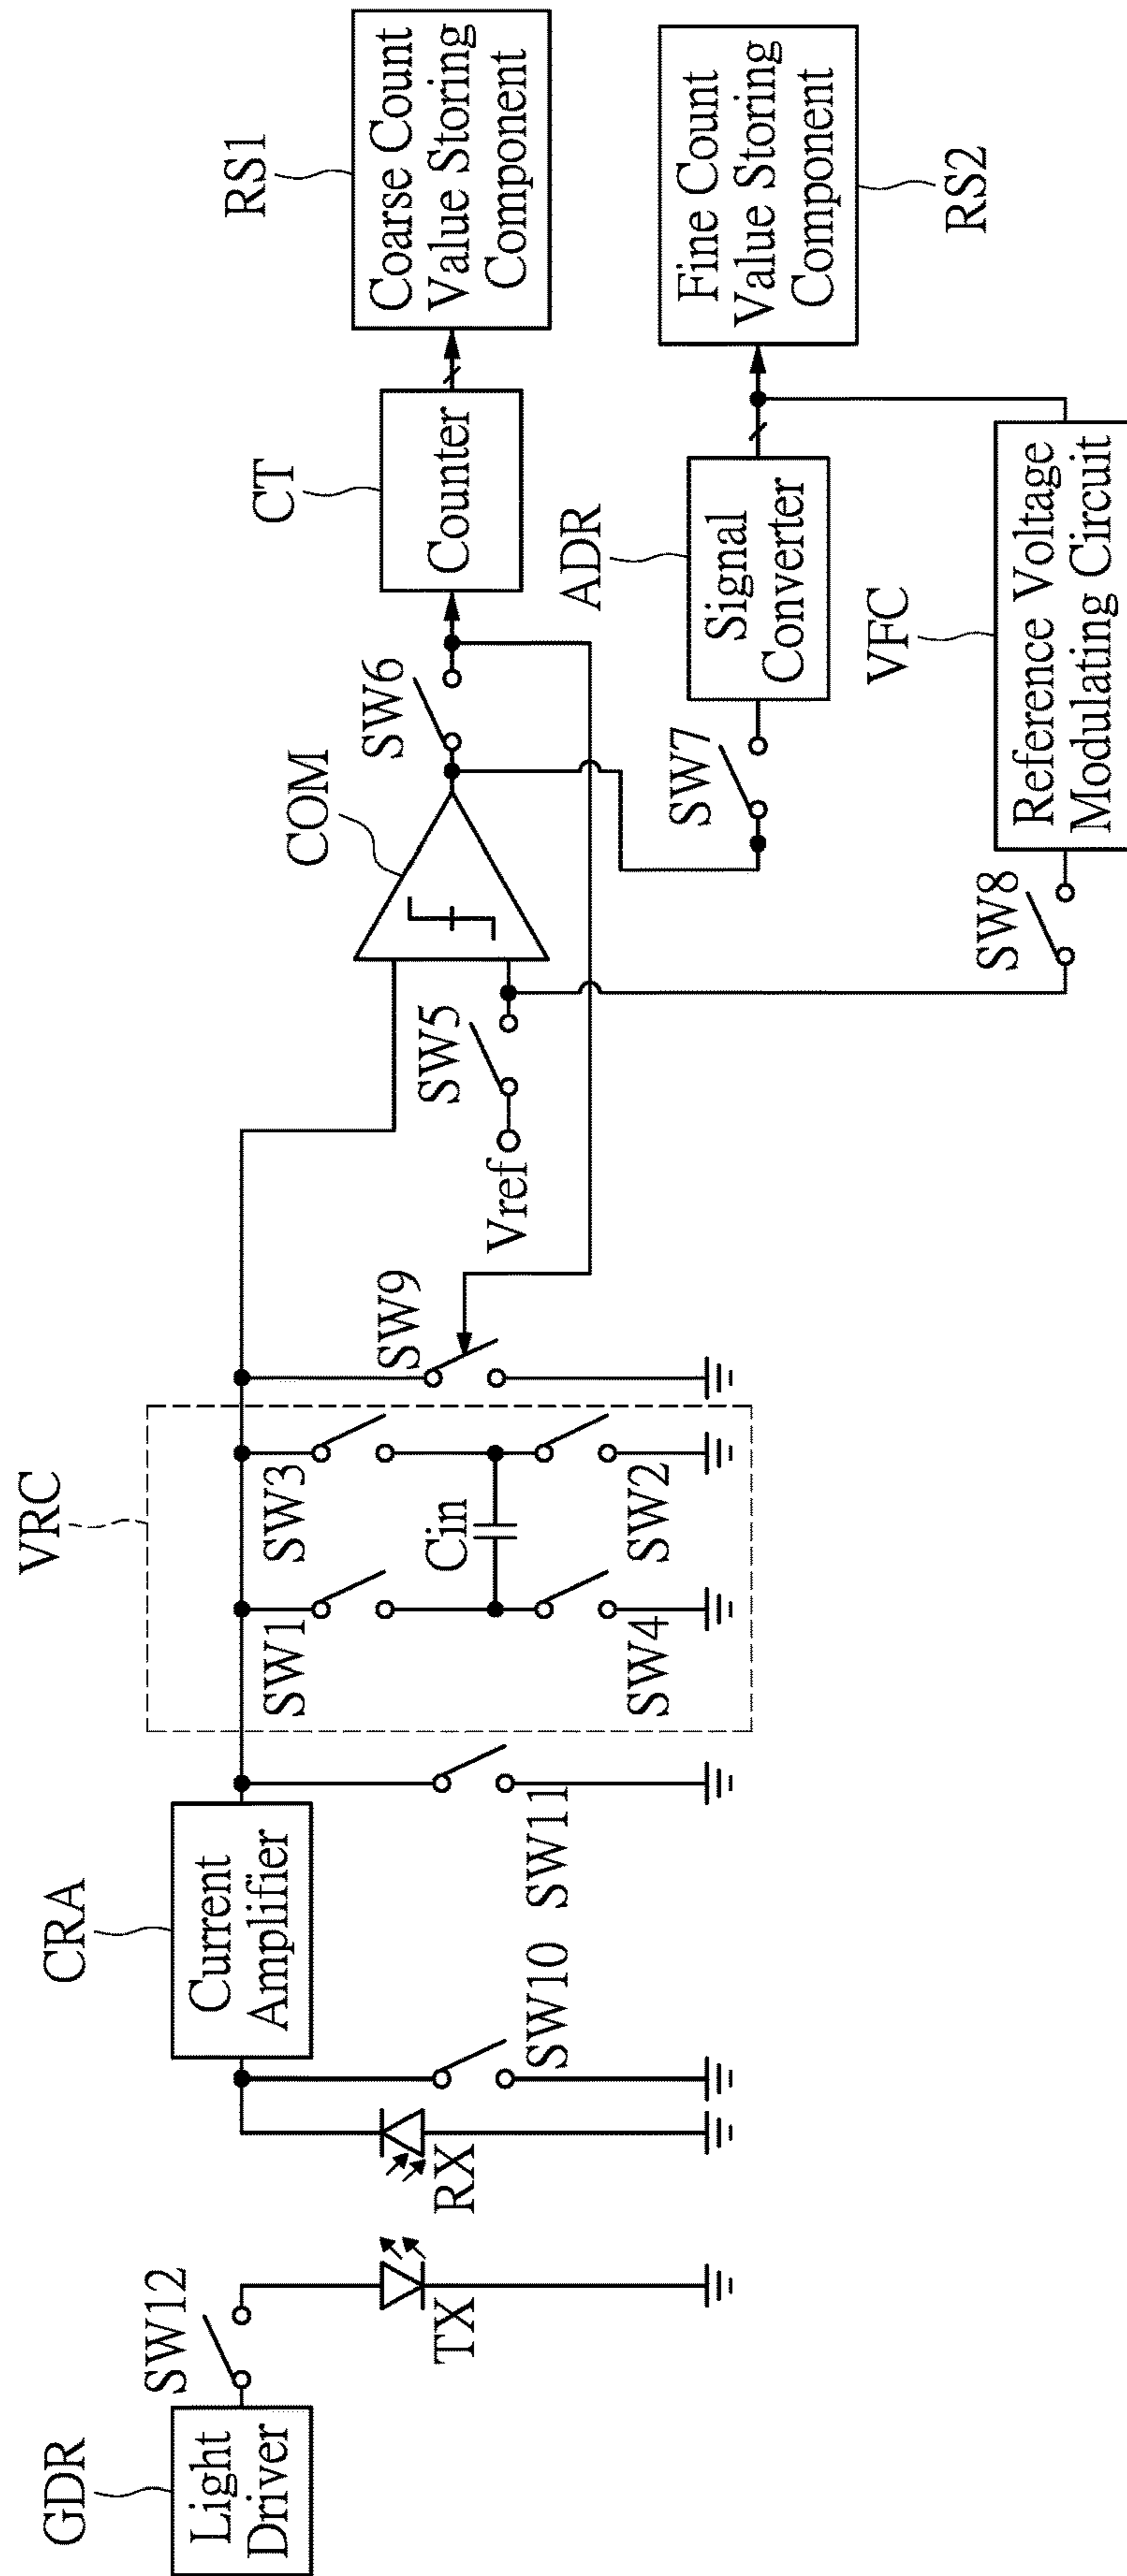 GDR
Light
Driver
SW12
TX
RX
CRA
Current
Amplifier
SW10
SW11
VRC
SW1
SW3
Cin
SW4
SW2
SW9
Vref
SW5
COM
SW6
CT
Counter
RS1
Coarse Count
Value Storing
Component
SW7
ADR
Signal
Converter
Fine Count
Value Storing
Component
RS2
SW8
VFC
Reference Voltage
Modulating Circuit